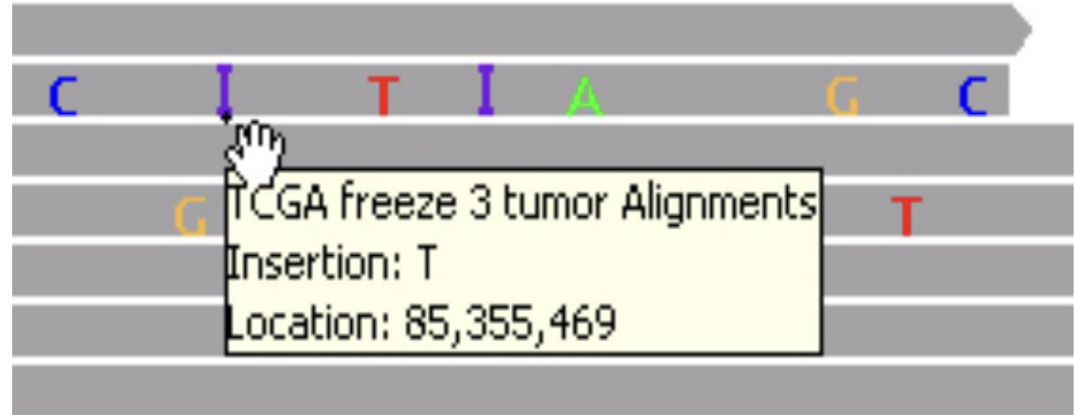 C I T I A G C
G T
TCGA freeze 3 tumor Alignments
Insertion: T
Location: 85,355,469